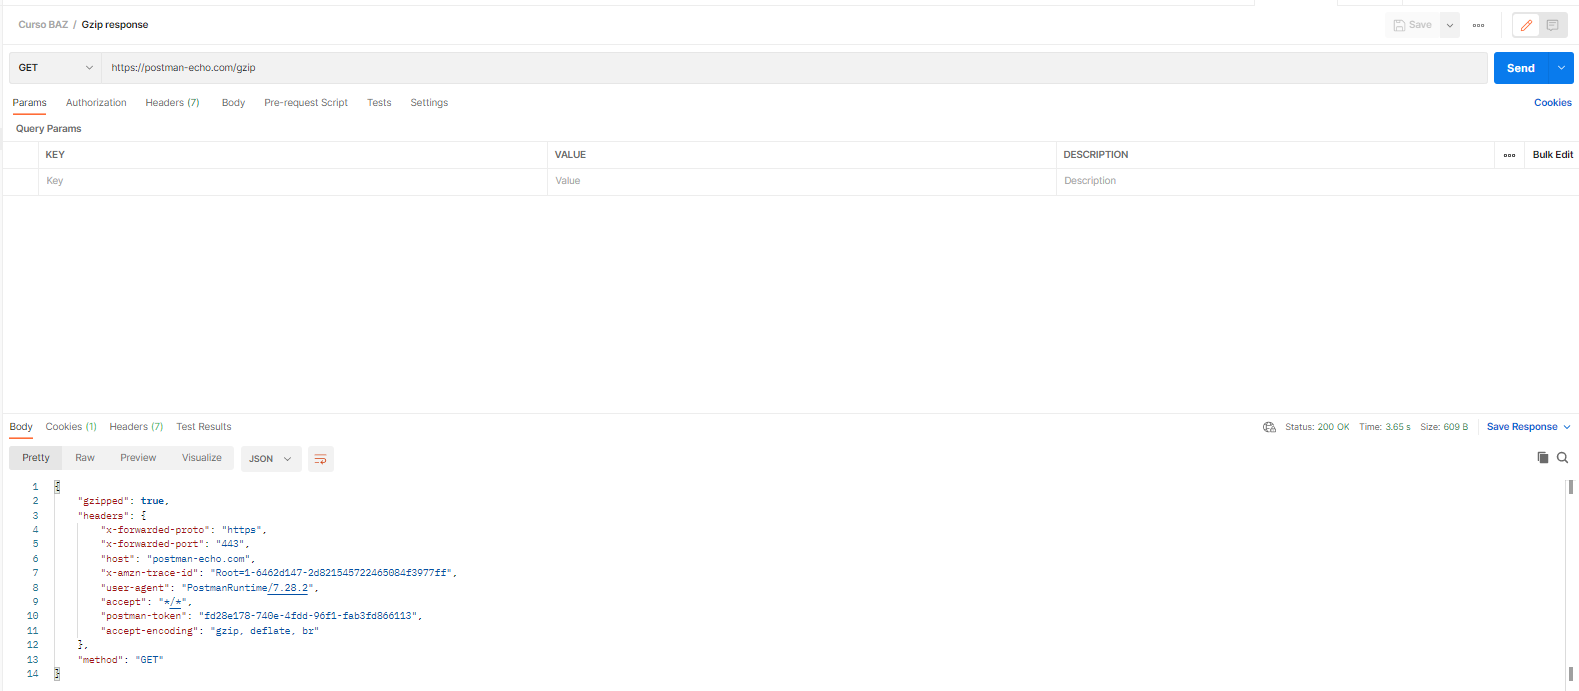 Curso BAZ / Gzip response
Save
GET https://postman-echo.com/gzip Send
Params Authorization Headers (7) Body Pre-request Script Tests Settings Cookies
Query Params
KEY VALUE DESCRIPTION Bulk Edit
Key Value Description
Body Cookies (1) Headers (7) Test Results Status: 200 OK Time: 3.65 s Size: 609 B Save Response
Pretty Raw Preview Visualize JSON
1 {
2 "gzipped": true,
3 "headers": {
4 "x-forwarded-proto": "https",
5 "x-forwarded-port": "443",
6 "host": "postman-echo.com",
7 "x-amzn-trace-id": "Root=1-6462d147-2d821545722465084f3977ff",
8 "user-agent": "PostmanRuntime/7.28.2",
9 "accept": "*/*",
10 "postman-token": "fd28e178-740e-4fdd-96f1-fab3fd866113",
11 "accept-encoding": "gzip, deflate, br"
12 },
13 "method": "GET"
14 }